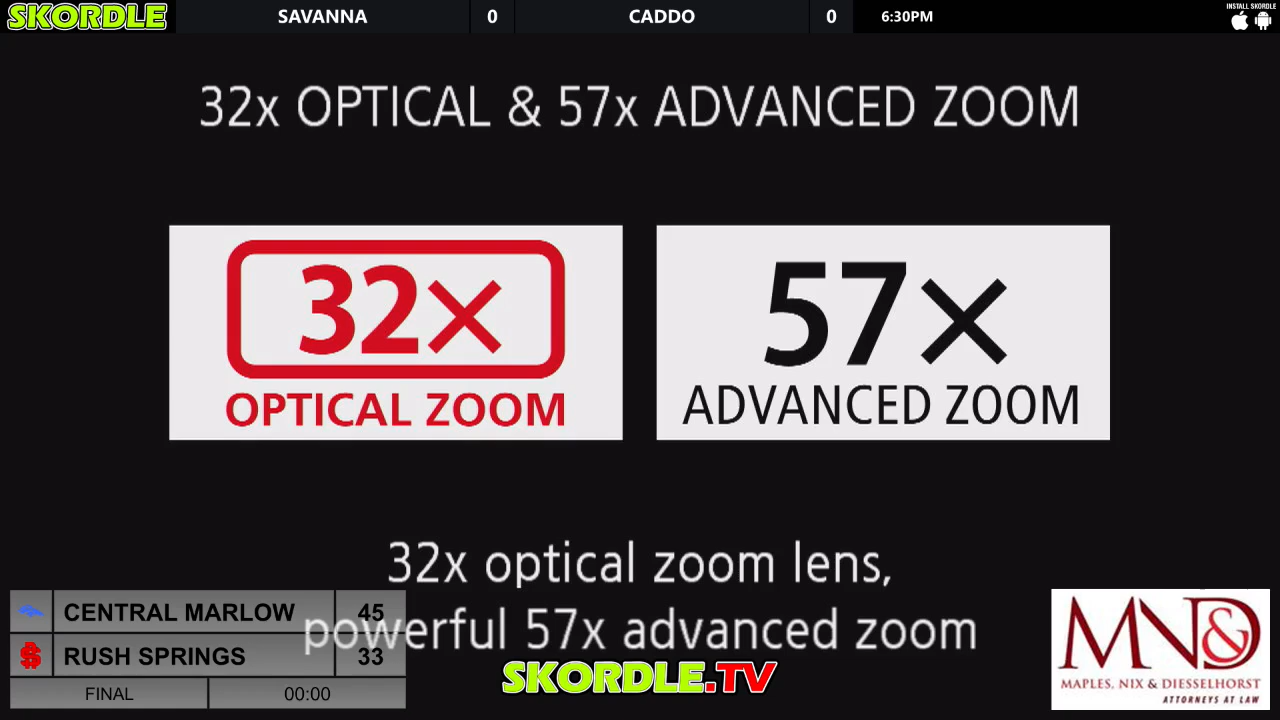 SKORDLE
SAVANNA 0 CADDO 0 6:30PM
INSTALL SKORDLE
32x OPTICAL & 57x ADVANCED ZOOM
32×
OPTICAL ZOOM
57×
ADVANCED ZOOM
32x optical zoom lens,
powerful 57x advanced zoom
CENTRAL MARLOW 45
RUSH SPRINGS 33
FINAL 00:00
SKORDLE.TV
MN&D
MAPLES, NIX & DIESSELHORST
ATTORNEYS AT LAW